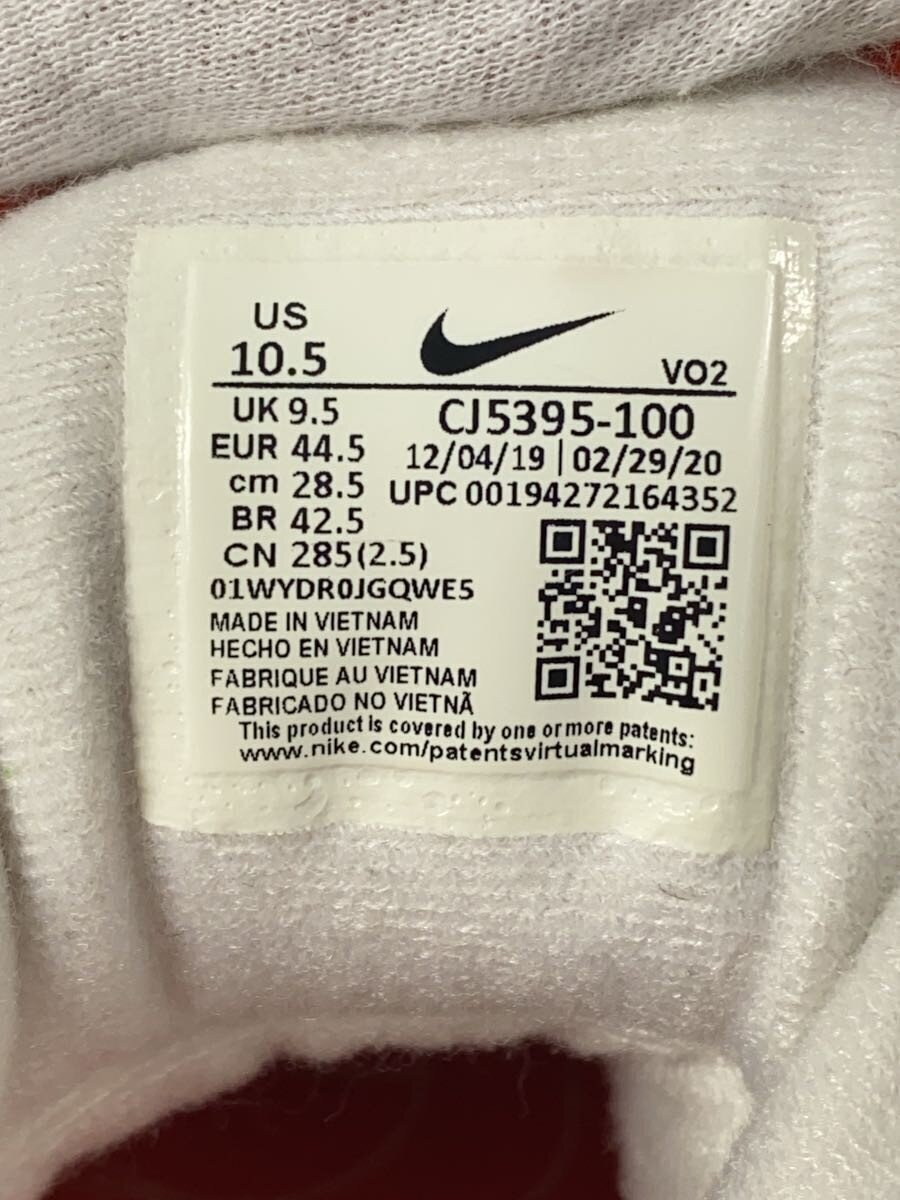 US
10.5
VO2
UK 9.5
CJ5395-100
EUR 44.5
12/04/19 | 02/29/20
cm 28.5
UPC 00194272164352
BR 42.5
CN 285(2.5)
01WYDR0JGQWE5
MADE IN VIETNAM
HECHO EN VIETNAM
FABRIQUE AU VIETNAM
FABRICADO NO VIETNÃ
This product is covered by one or more patents:
www.nike.com/patentsvirtualmarking